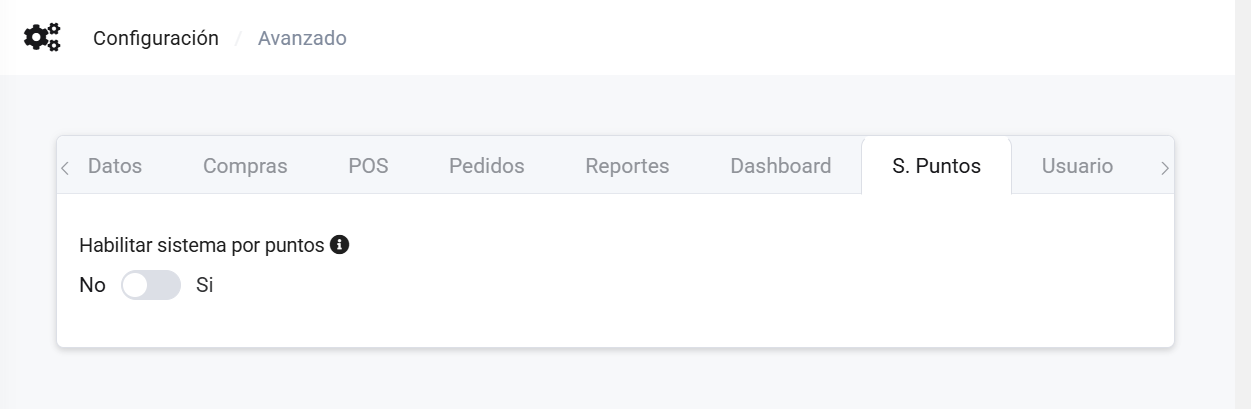 Configuración / Avanzado
Datos Compras POS Pedidos Reportes Dashboard S. Puntos Usuario
Habilitar sistema por puntos
No Si